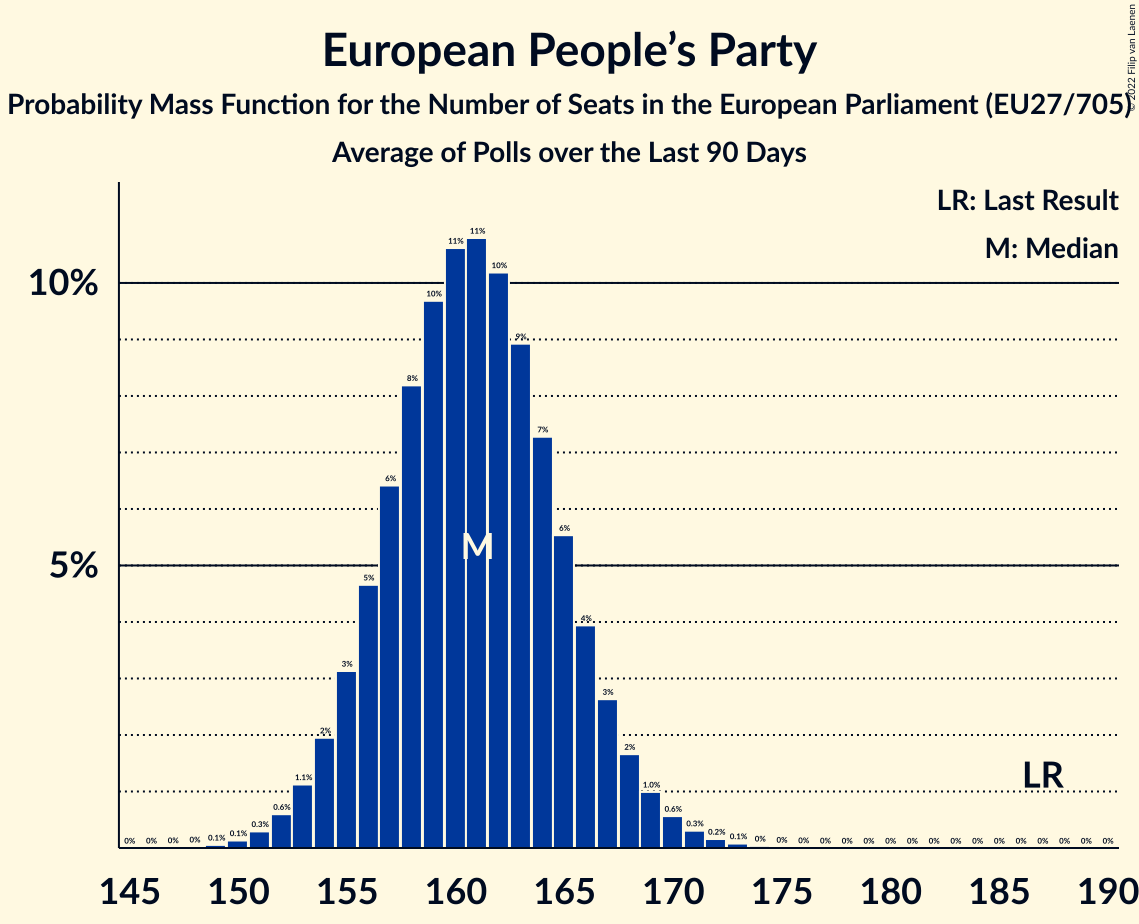 European People’s Party
Probability Mass Function for the Number of Seats in the European Parliament (EU27/705)
Average of Polls over the Last 90 Days
© 2022 Filip van Laenen
LR: Last Result
M: Median
10%
5%
0% 0% 0% 0% 0.1% 0.1% 0.3% 0.6% 1.1% 2% 3% 5% 6% 8% 10% 11% 11% 10% 9% 7% 6% 4% 3% 2% 1.0% 0.6% 0.3% 0.2% 0.1% 0% 0% 0% 0% 0% 0% 0% 0% 0% 0% 0% 0% 0% 0% 0% 0% 0%
M
LR
145 150 155 160 165 170 175 180 185 190